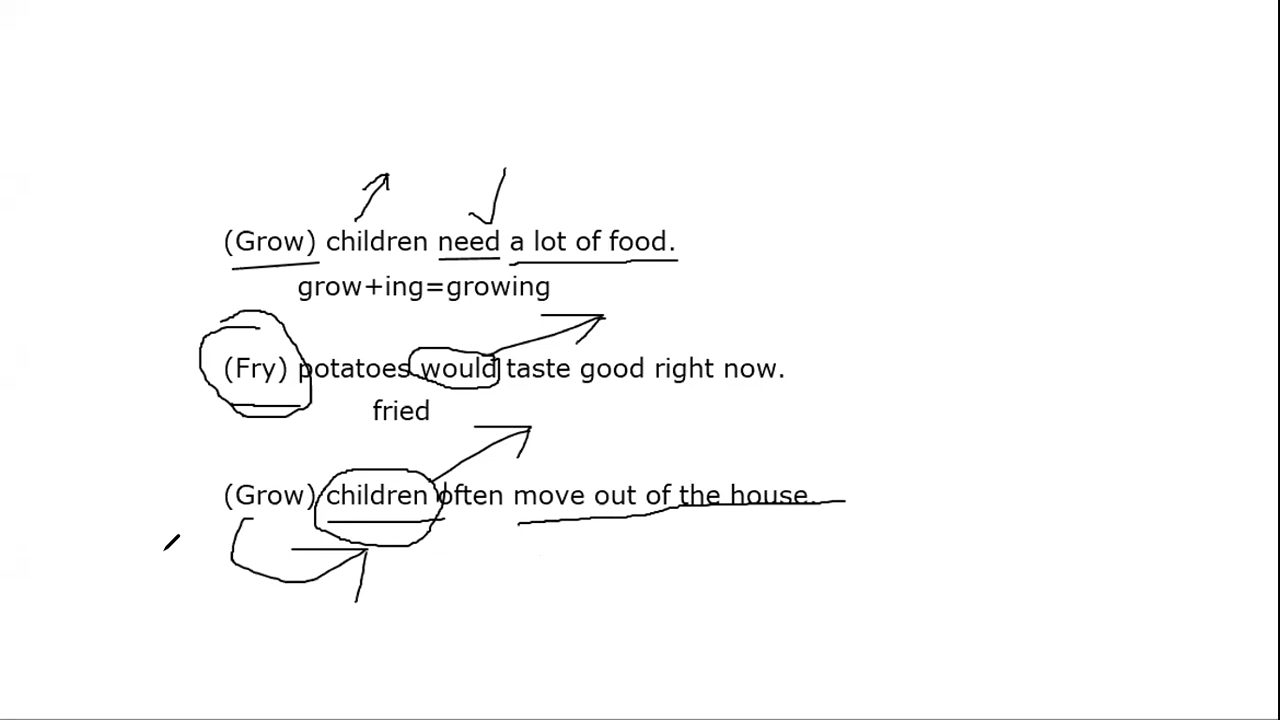 (Grow) children need a lot of food.
grow+ing=growing
(Fry) potatoes would taste good right now.
fried
(Grow) children often move out of the house.